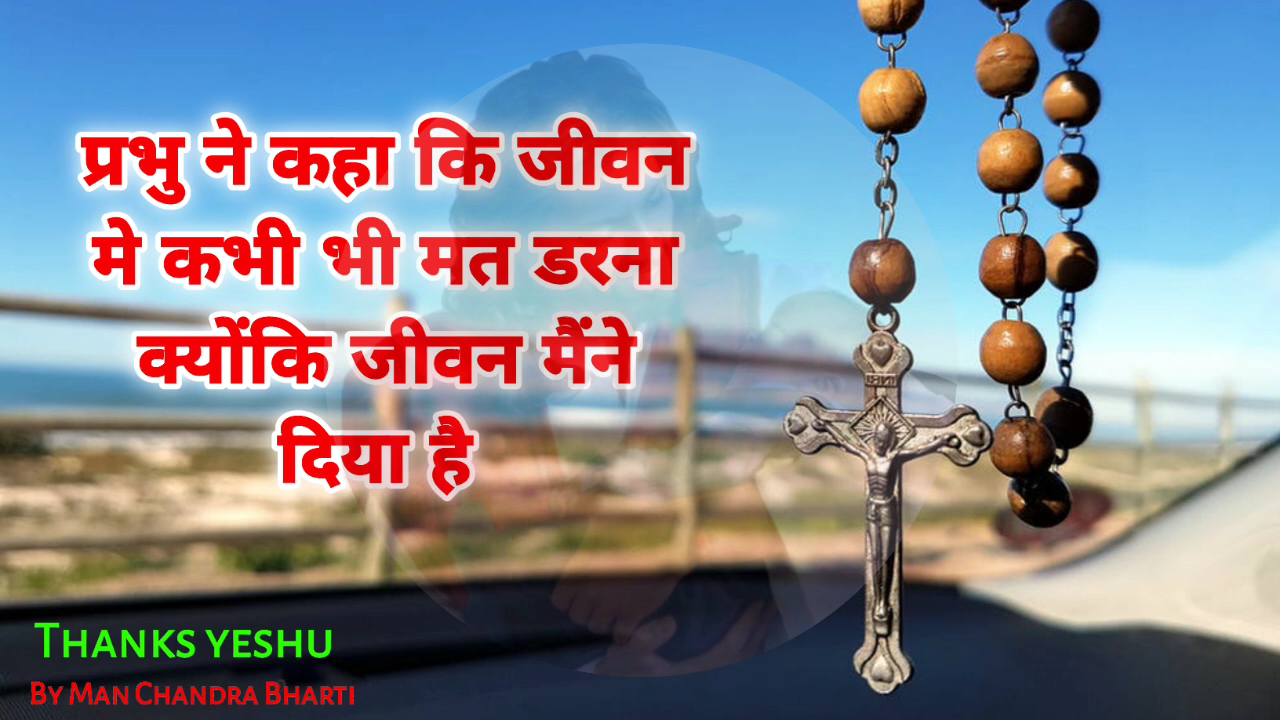 प्रभु ने कहा कि जीवन
मे कभी भी मत डरना
क्योंकि जीवन मैंने
दिया है
THANKS YESHU
BY MAN CHANDRA BHARTI